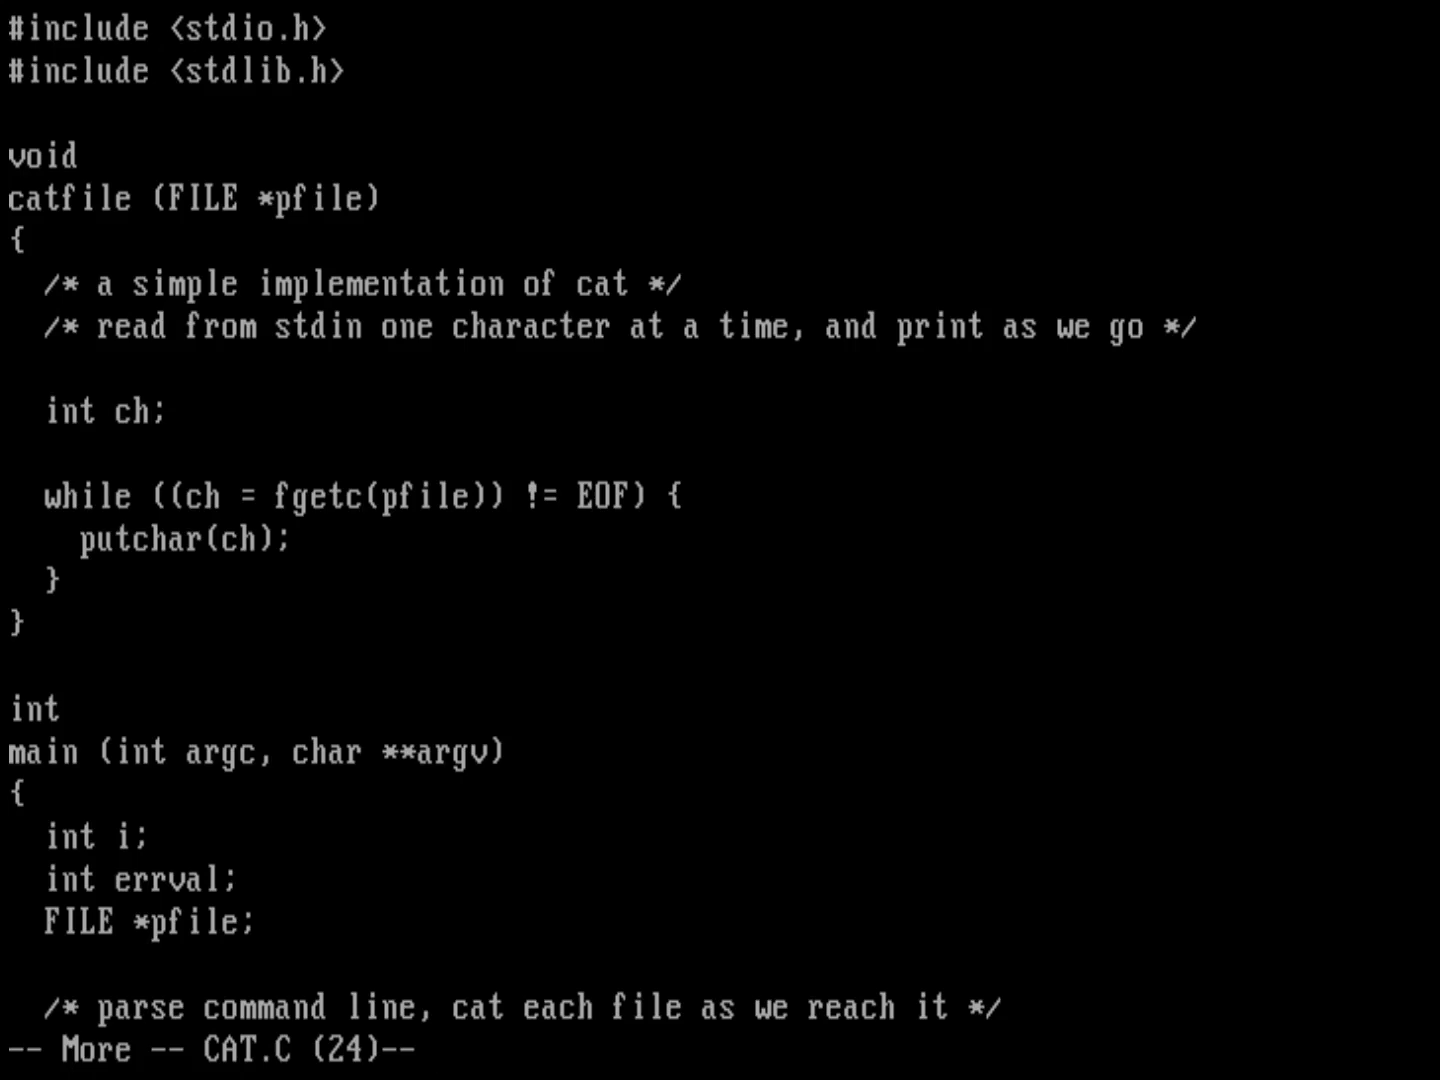 #include <stdio.h>
#include <stdlib.h>

void
catfile (FILE *pfile)
{
  /* a simple implementation of cat */
  /* read from stdin one character at a time, and print as we go */

  int ch;

  while ((ch = fgetc(pfile)) != EOF) {
    putchar(ch);
  }
}

int
main (int argc, char **argv)
{
  int i;
  int errval;
  FILE *pfile;

  /* parse command line, cat each file as we reach it */
-- More -- CAT.C (24)--